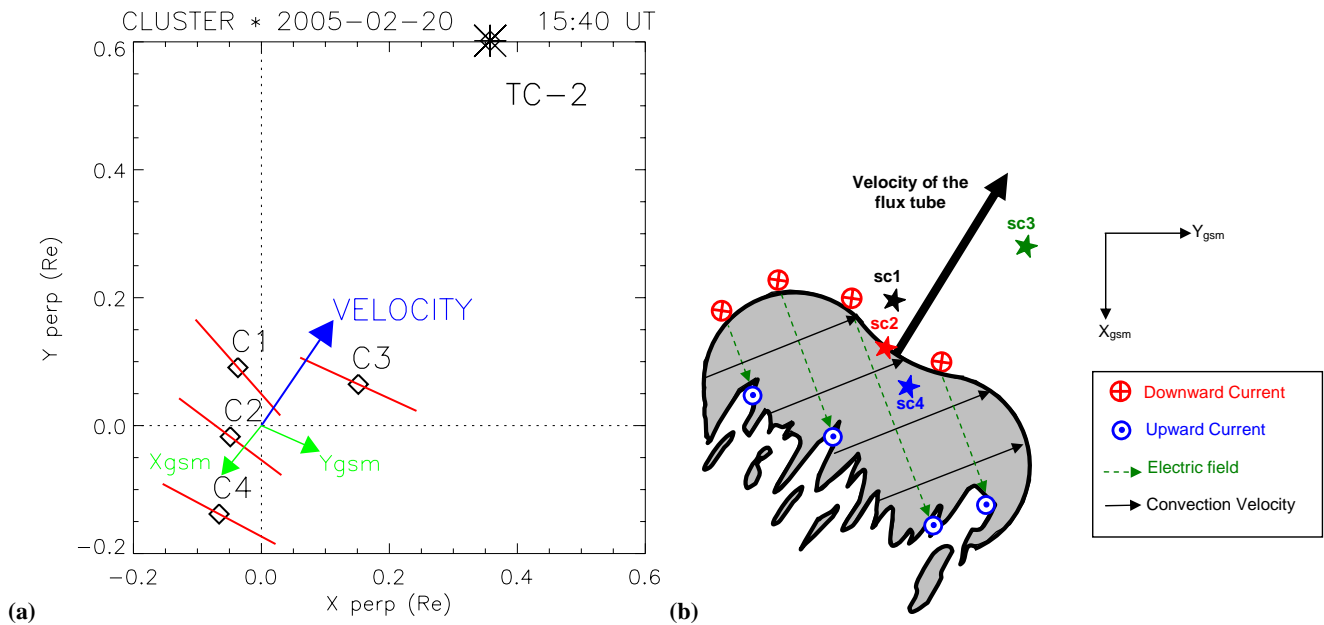 CLUSTER * 2005-02-20 15:40 UT
0.6
TC-2
0.4
Y perp (Re)
0.2
VELOCITY
C1
C3
C2
0.0
Xgsm
Ygsm
C4
-0.2
-0.2 0.0 0.2 0.4 0.6
X perp (Re)
(a)
Velocity of the
flux tube
sc3
Ygsm
sc1
Xgsm
sc2
sc4
Downward Current
Upward Current
Electric field
Convection Velocity
(b)